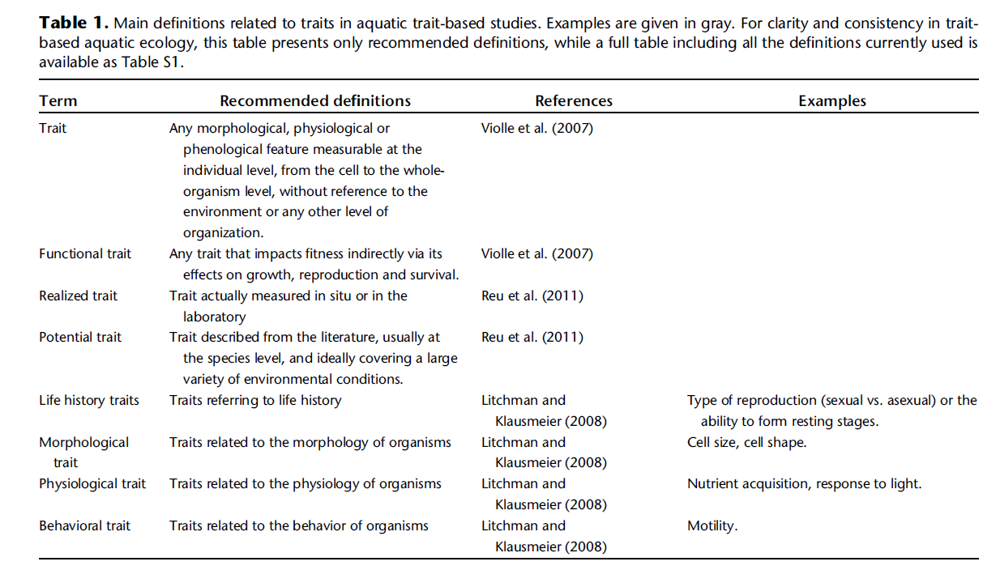 Table 1. Main definitions related to traits in aquatic trait-based studies. Examples are given in gray. For clarity and consistency in trait-
based aquatic ecology, this table presents only recommended definitions, while a full table including all the definitions currently used is
available as Table S1.
Term Recommended definitions References Examples
Trait Any morphological, physiological or Violle et al. (2007)
phenological feature measurable at the
individual level, from the cell to the whole-
organism level, without reference to the
environment or any other level of
organization.
Functional trait Any trait that impacts fitness indirectly via its Violle et al. (2007)
effects on growth, reproduction and survival.
Realized trait Trait actually measured in situ or in the Reu et al. (2011)
laboratory
Potential trait Trait described from the literature, usually at Reu et al. (2011)
the species level, and ideally covering a large
variety of environmental conditions.
Life history traits Traits referring to life history Litchman and Type of reproduction (sexual vs. asexual) or the
Klausmeier (2008) ability to form resting stages.
Morphological Traits related to the morphology of organisms Litchman and Cell size, cell shape.
trait Klausmeier (2008)
Physiological trait Traits related to the physiology of organisms Litchman and Nutrient acquisition, response to light.
Klausmeier (2008)
Behavioral trait Traits related to the behavior of organisms Litchman and Motility.
Klausmeier (2008)